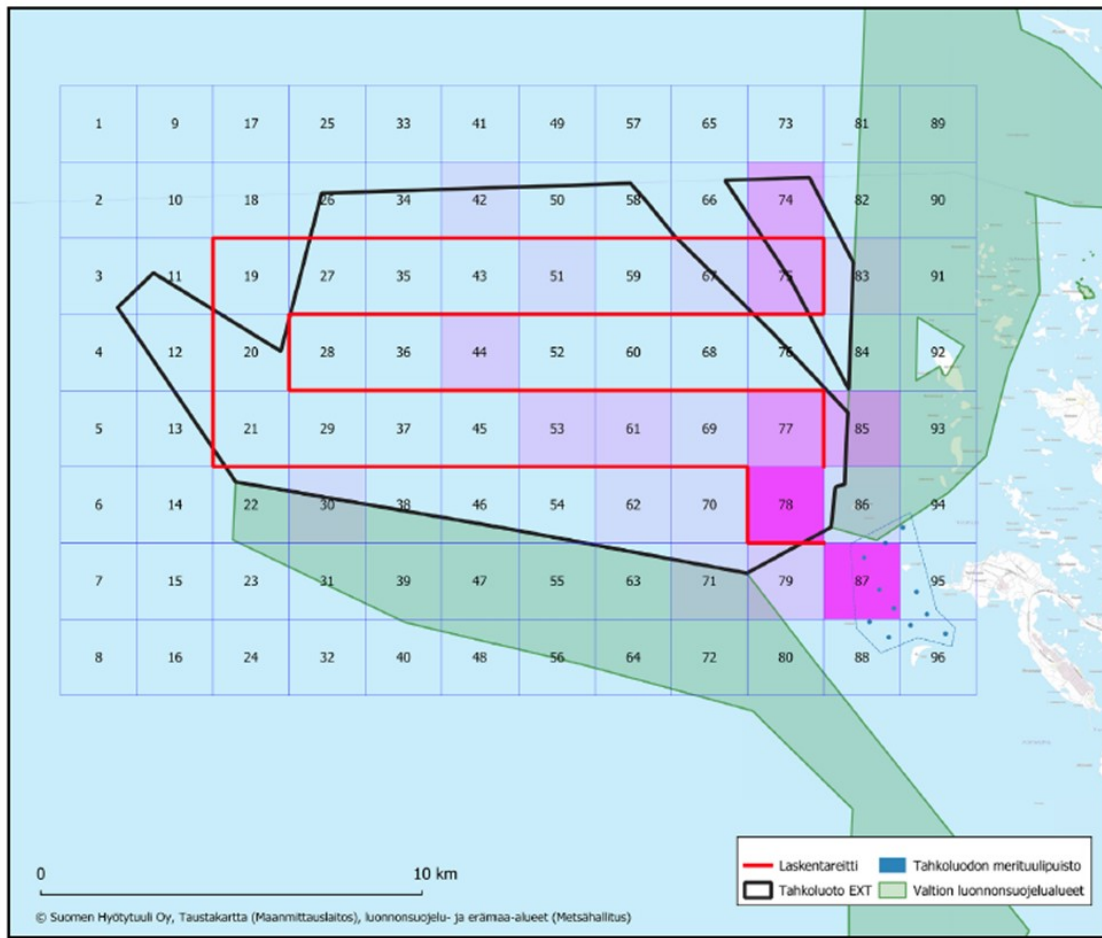 1 9 17 25 33 41 49 57 65 73 81 89
2 10 18 26 34 42 50 58 66 74 82 90
3 11 19 27 35 43 51 59 67 75 83 91
4 12 20 28 36 44 52 60 68 76 84 92
5 13 21 29 37 45 53 61 69 77 85 93
6 14 22 30 38 46 54 62 70 78 86 94
7 15 23 31 39 47 55 63 71 79 87 95
8 16 24 32 40 48 56 64 72 80 88 96
0 10 km
Laskentareitti Tahkoluodon merituulipuisto
Tahkoluoto EXT Valtion luonnonsuojelualueet
© Suomen Hyötytuuli Oy, Taustakartta (Maanmittauslaitos), luonnonsuojelu- ja erämaa-alueet (Metsähallitus)